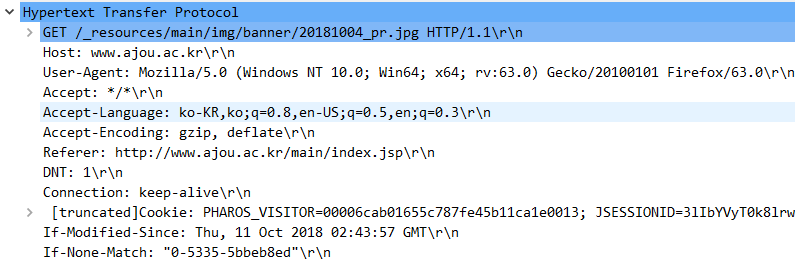 Hypertext Transfer Protocol
GET /_resources/main/img/banner/20181004_pr.jpg HTTP/1.1\r\n
Host: www.ajou.ac.kr\r\n
User-Agent: Mozilla/5.0 (Windows NT 10.0; Win64; x64; rv:63.0) Gecko/20100101 Firefox/63.0\r\n
Accept: */*\r\n
Accept-Language: ko-KR,ko;q=0.8,en-US;q=0.5,en;q=0.3\r\n
Accept-Encoding: gzip, deflate\r\n
Referer: http://www.ajou.ac.kr/main/index.jsp\r\n
DNT: 1\r\n
Connection: keep-alive\r\n
[truncated]Cookie: PHAROS_VISITOR=00006cab01655c787fe45b11ca1e0013; JSESSIONID=3lIbYVyT0k8lrw
If-Modified-Since: Thu, 11 Oct 2018 02:43:57 GMT\r\n
If-None-Match: "0-5335-5bbeb8ed"\r\n